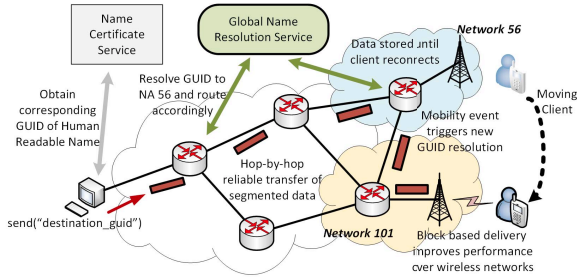 Name
Certificate
Service
Global Name
Resolution Service
Network 56
Data stored until
client reconnects
Obtain
corresponding
GUID of Human
Readable Name
Resolve GUID to
NA 56 and route
accordingly
Moving
Client
Mobility event
triggers new
GUID resolution
Hop-by-hop
reliable transfer of
segmented data
send("destination_guid")
Network 101
Block based delivery
improves performance
over wireless networks